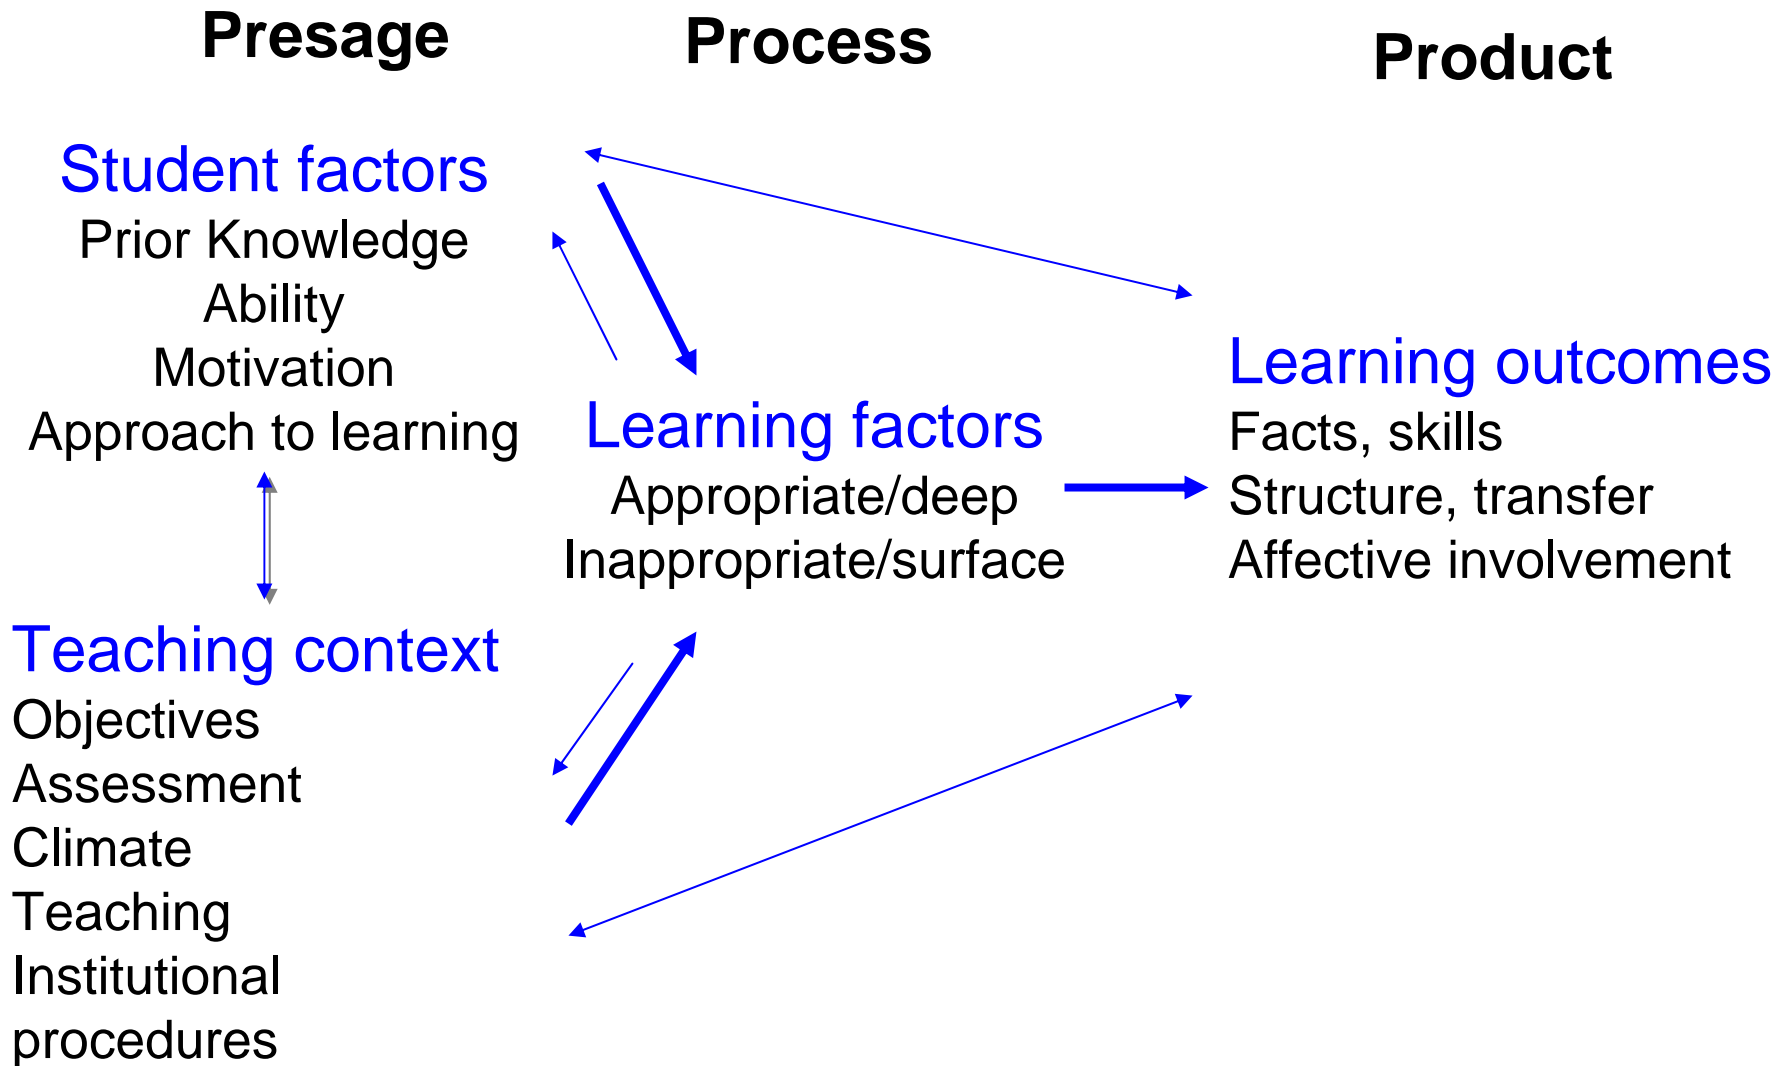 Presage
Process
Product
Student factors
Prior Knowledge
Ability
Motivation
Approach to learning
Teaching context
Objectives
Assessment
Climate
Teaching
Institutional
procedures
Learning factors
Appropriate/deep
Inappropriate/surface
Learning outcomes
Facts, skills
Structure, transfer
Affective involvement